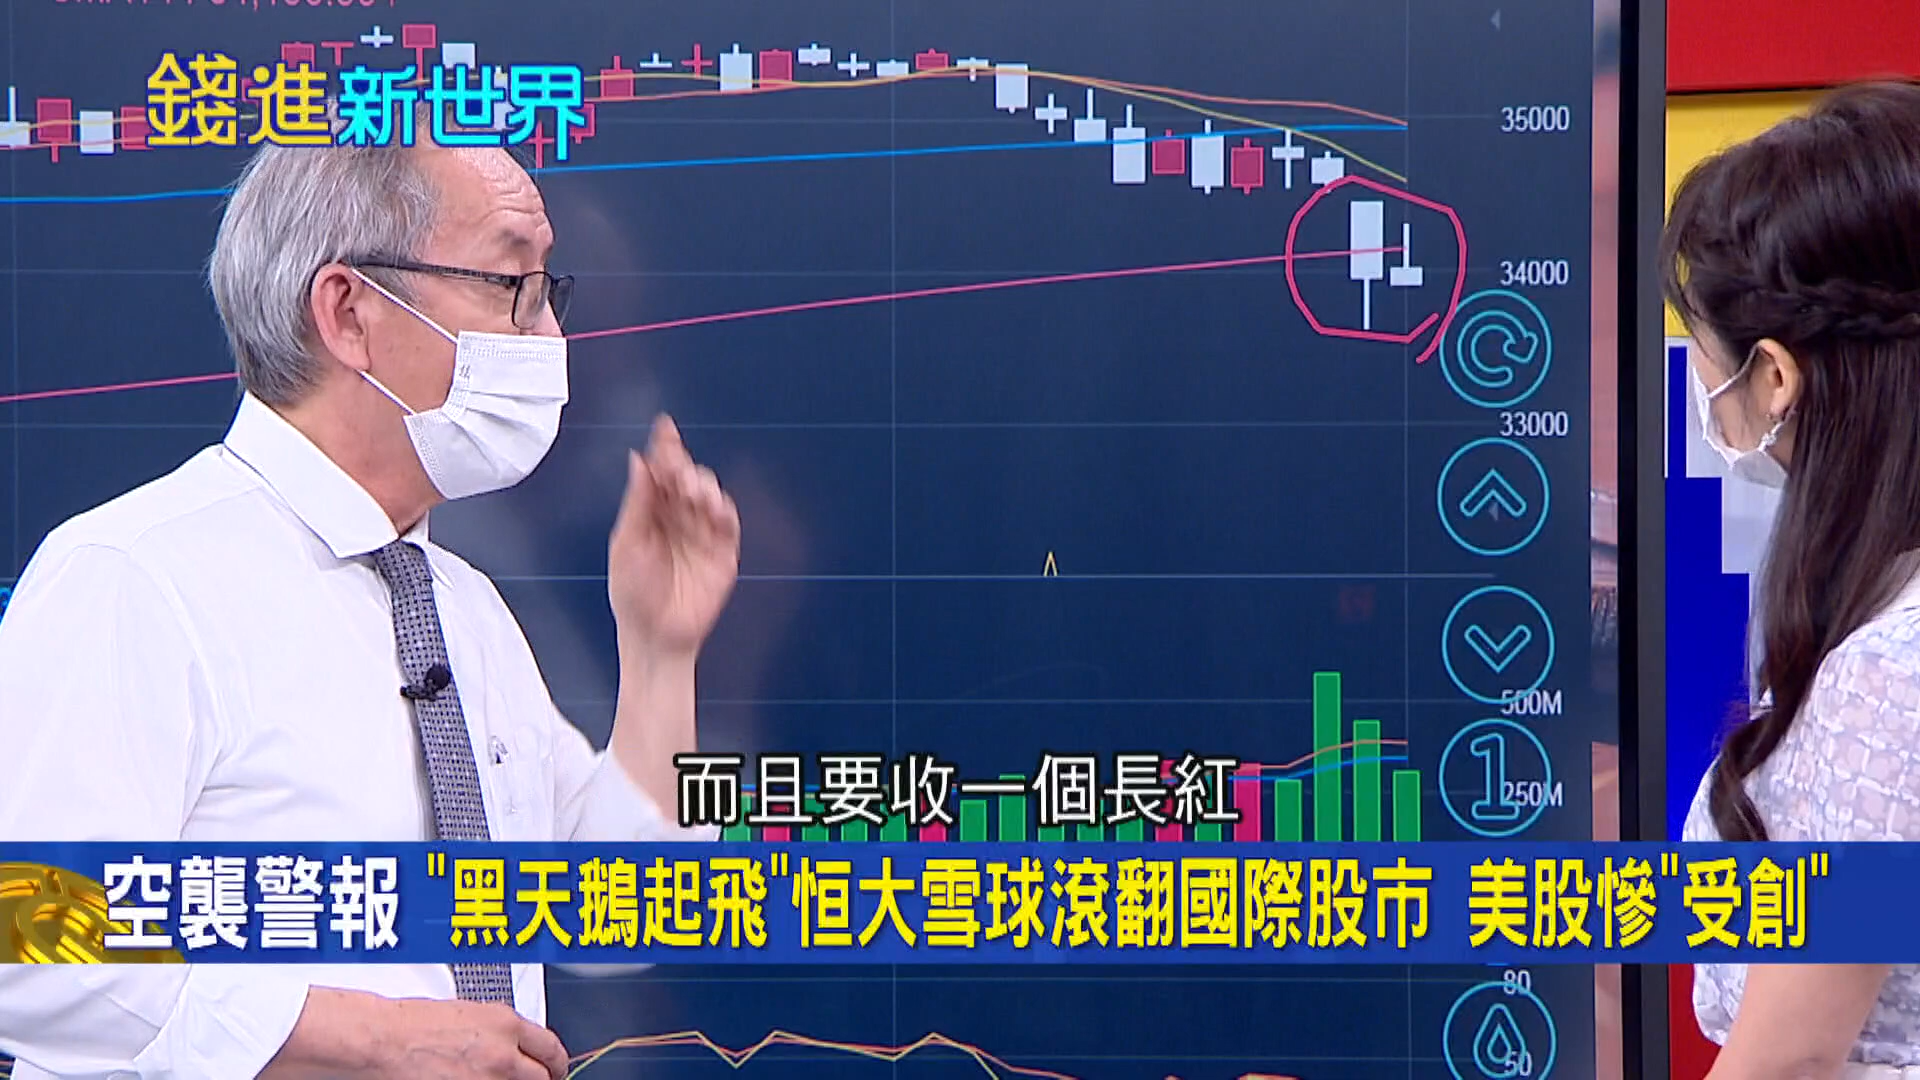 錢進新世界
35000
34000
33000
500M
1
250M
而且要收一個長紅
空襲警報 "黑天鵝起飛"恒大雪球滾翻國際股市 美股慘"受創"
80
50